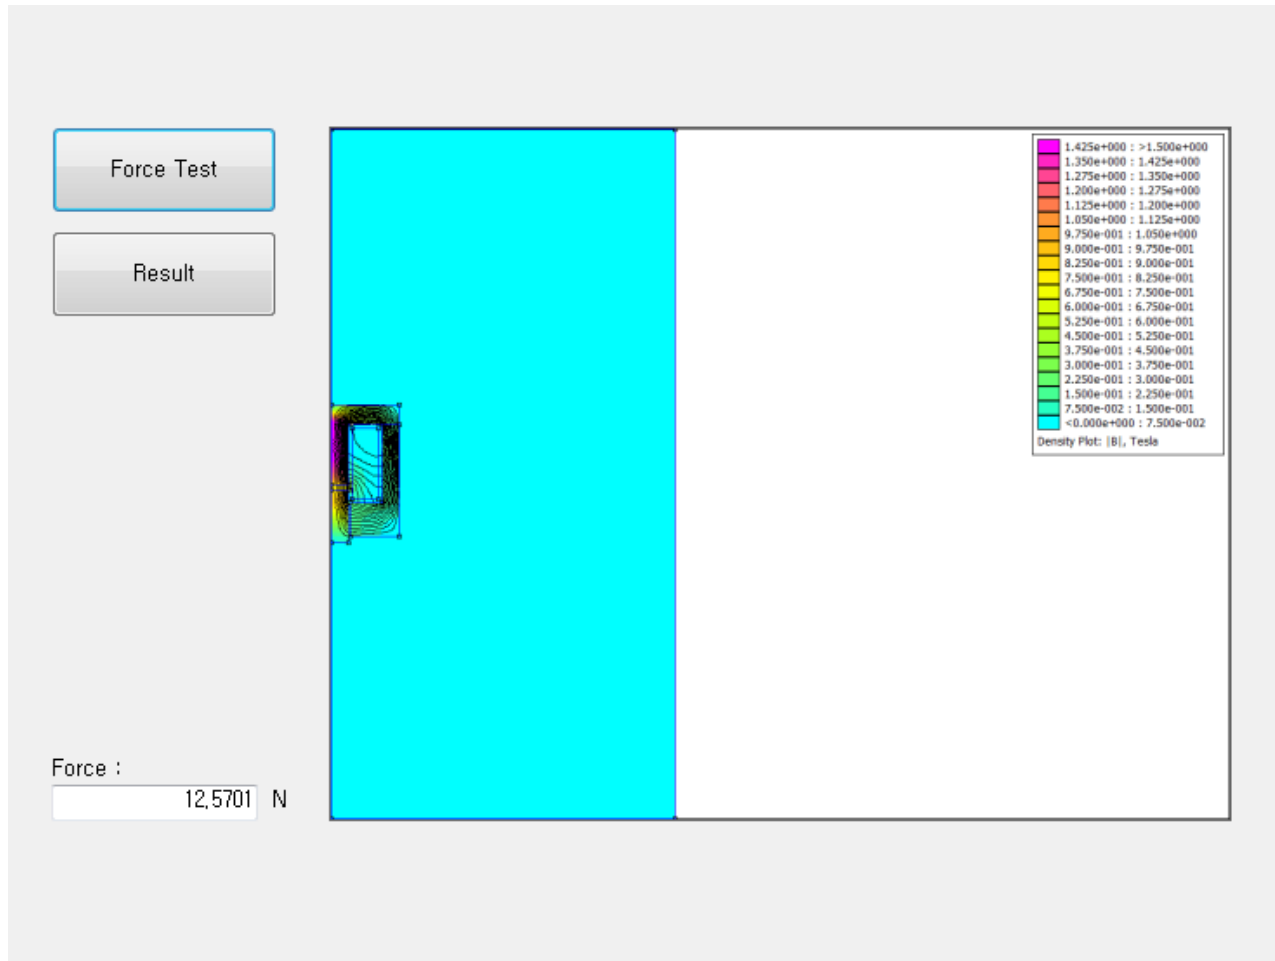 Force Test
Result
Force :
12,5701 N
1.425e+000 : >1.500e+000
1.350e+000 : 1.425e+000
1.275e+000 : 1.350e+000
1.200e+000 : 1.275e+000
1.125e+000 : 1.200e+000
1.050e+000 : 1.125e+000
9.750e-001 : 1.050e+000
9.000e-001 : 9.750e-001
8.250e-001 : 9.000e-001
7.500e-001 : 8.250e-001
6.750e-001 : 7.500e-001
6.000e-001 : 6.750e-001
5.250e-001 : 6.000e-001
4.500e-001 : 5.250e-001
3.750e-001 : 4.500e-001
3.000e-001 : 3.750e-001
2.250e-001 : 3.000e-001
1.500e-001 : 2.250e-001
7.500e-002 : 1.500e-001
<0.000e+000 : 7.500e-002
Density Plot: |B|, Tesla